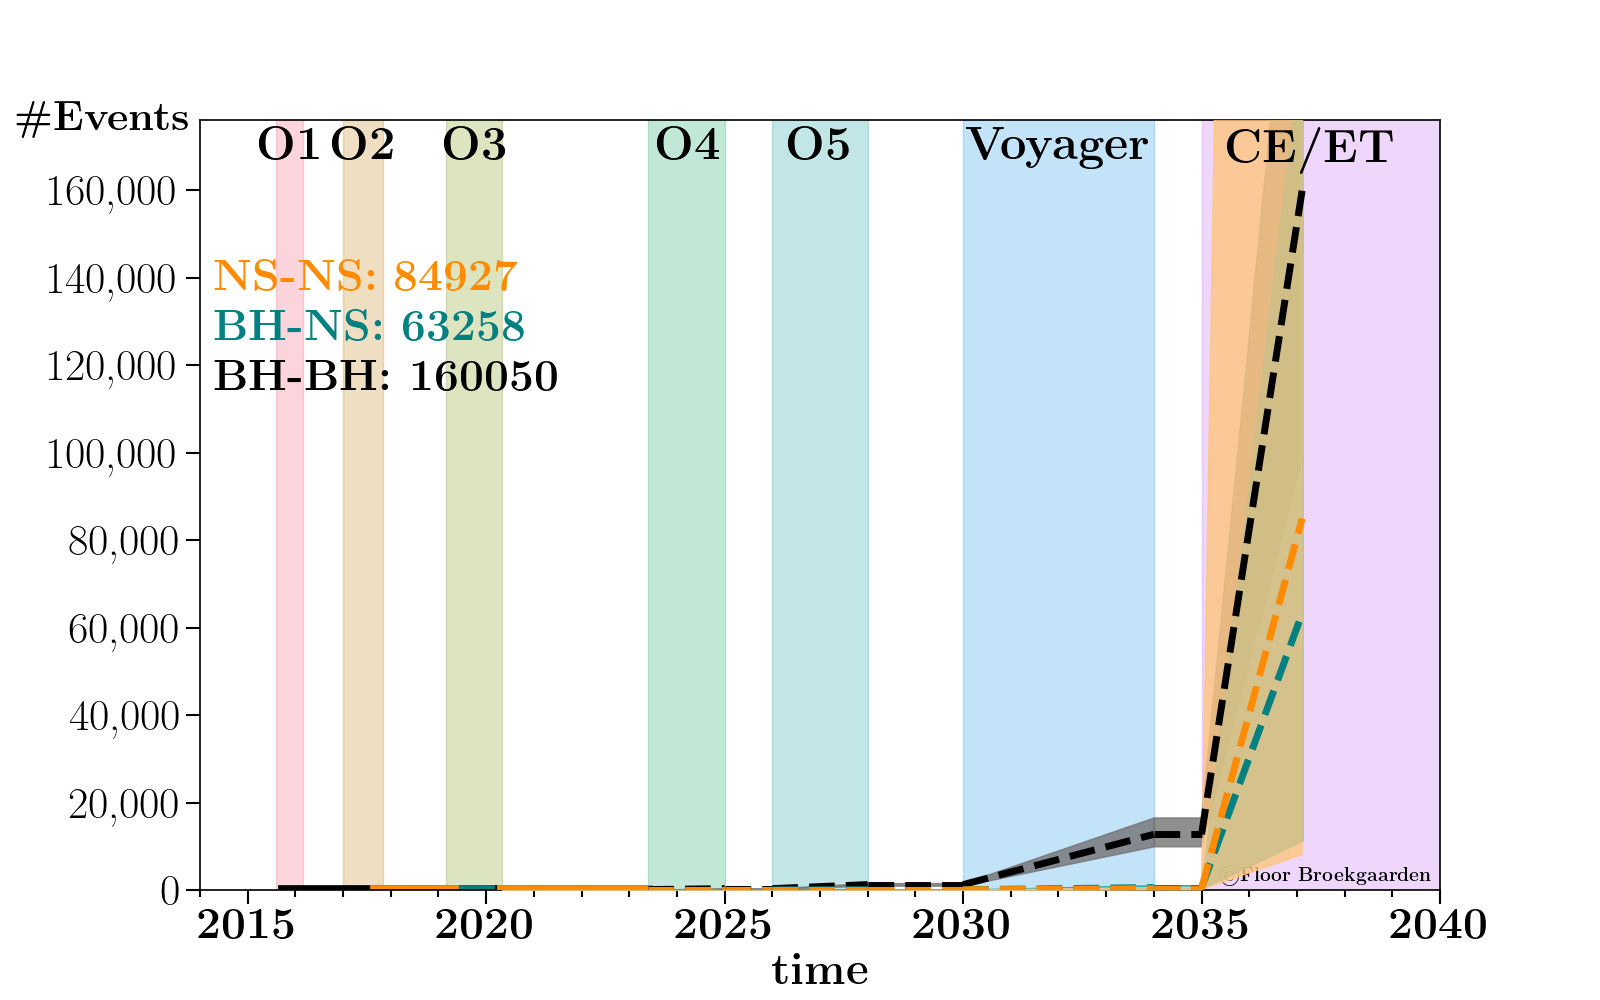 #Events
O1 O2 O3 O4 O5 Voyager CE/ET
160,000
140,000
120,000
100,000
80,000
60,000
40,000
20,000
0
NS-NS: 84927
BH-NS: 63258
BH-BH: 160050
©Floor Broekgaarden
2015 2020 2025 2030 2035 2040
time